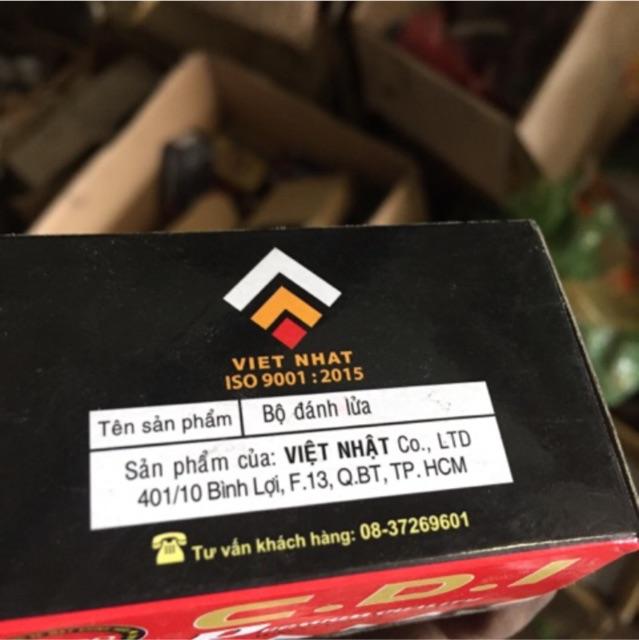 VIET NHAT
ISO 9001 : 2015
Tên sản phẩm Bộ đánh lửa
Sản phẩm của: VIỆT NHẬT Co., LTD
401/10 Bình Lợi, F.13, Q.BT, TP. HCM
Tư vấn khách hàng: 08-37269601
C.D.I